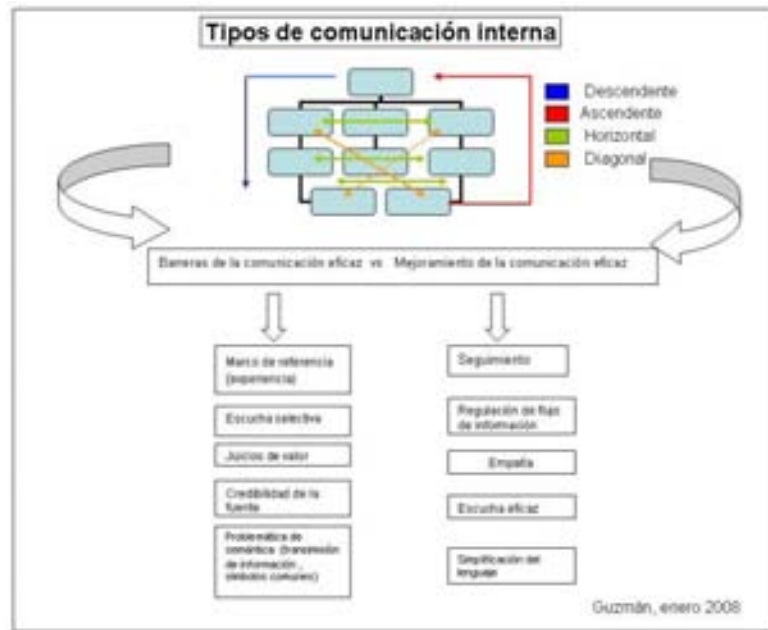 Tipos de comunicación interna
Descendente
Ascendente
Horizontal
Diagonal
Barreras de la comunicación eficaz vs Mejoramiento de la comunicación eficaz
Marco de referencia
(experiencia)
Escucha selectiva
Juicios de valor
Credibilidad de la
fuente
Problemática de
semántica (transmisión
de información ,
símbolos comunes)
Seguimiento
Regulación de flujo
de información
Empatía
Escucha eficaz
Simplificación del
lenguaje
Guzmán, enero 2008